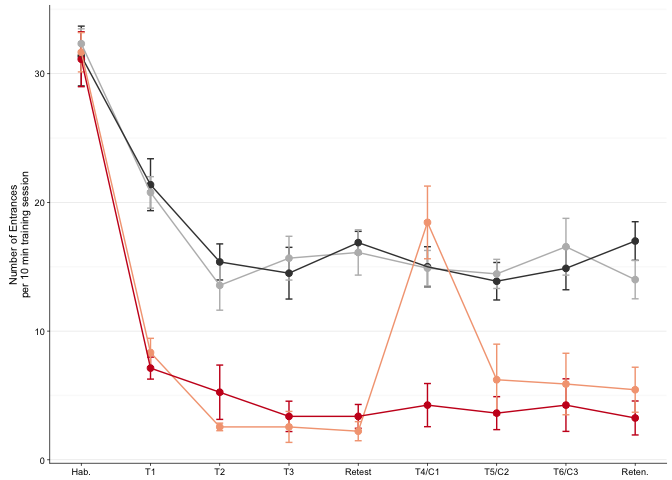 Number of Entrances
per 10 min training session
30
20
10
0
Hab. T1 T2 T3 Retest T4/C1 T5/C2 T6/C3 Reten.